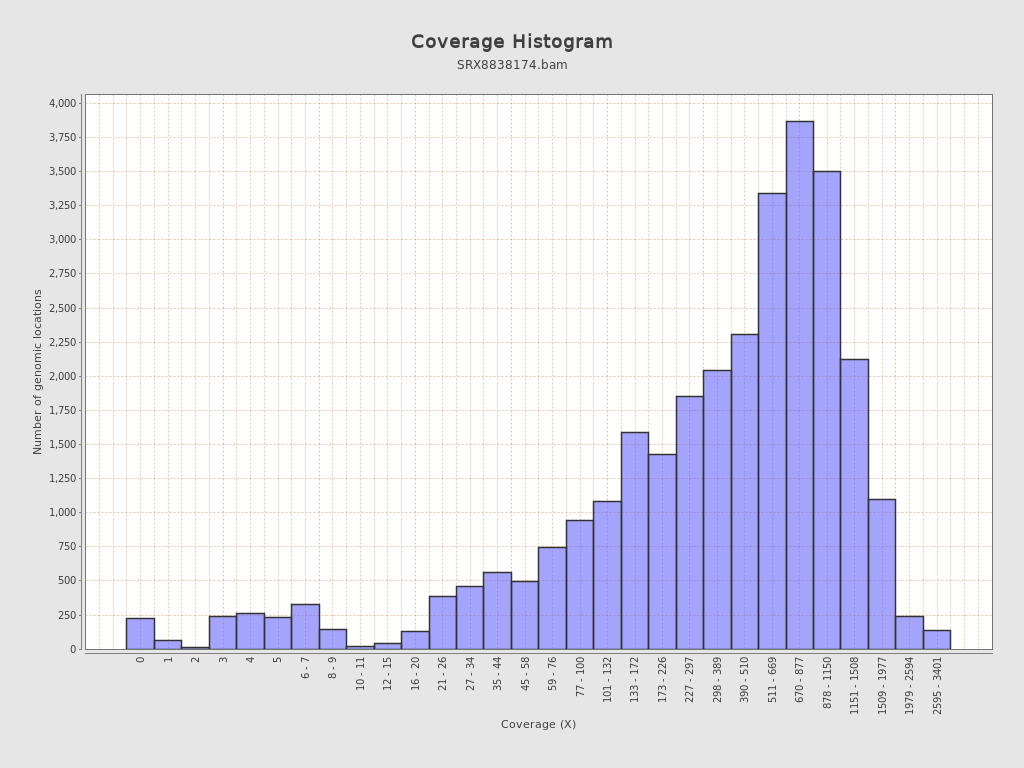 Coverage Histogram
SRX8838174.bam
Number of genomic locations
4,000
3,750
3,500
3,250
3,000
2,750
2,500
2,250
2,000
1,750
1,500
1,250
1,000
750
500
250
0
0
1
2
3
4
5
6 - 7
8 - 9
10 - 11
12 - 15
16 - 20
21 - 26
27 - 34
35 - 44
45 - 58
59 - 76
77 - 100
101 - 132
133 - 172
173 - 226
227 - 297
298 - 389
390 - 510
511 - 669
670 - 877
878 - 1150
1151 - 1508
1509 - 1977
1979 - 2594
2595 - 3401
Coverage (X)